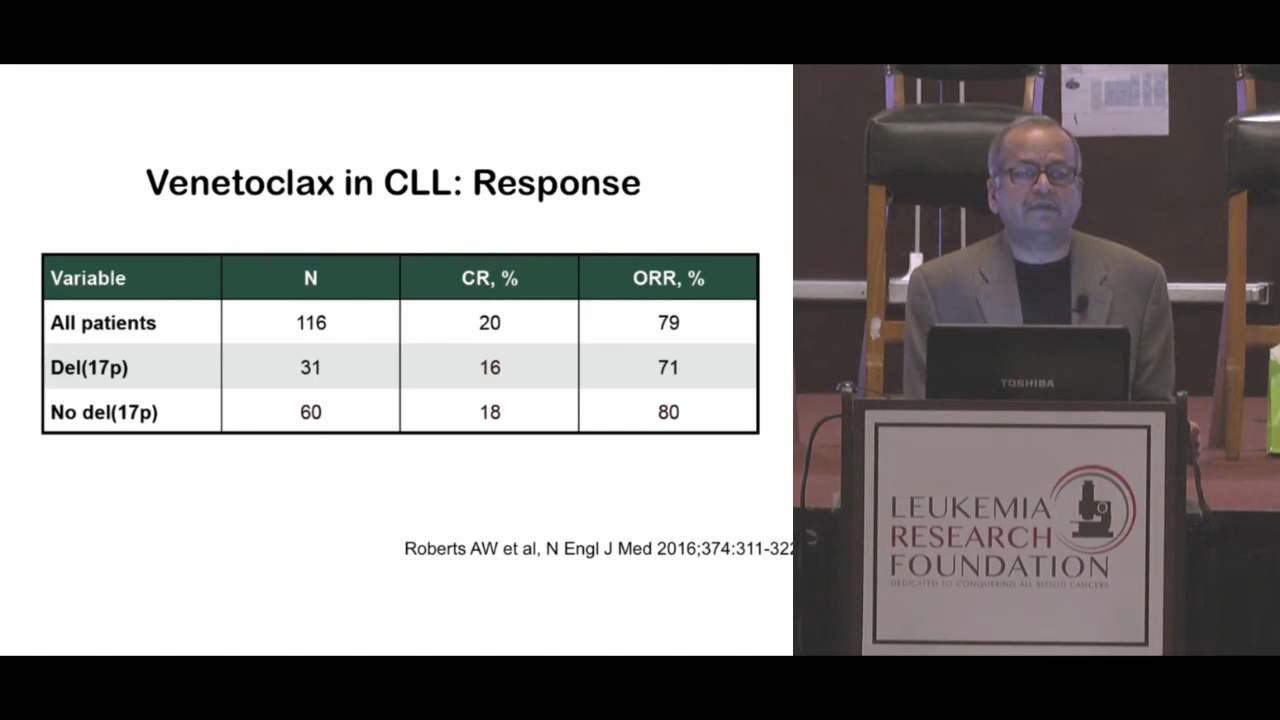 Venetoclax in CLL: Response
Variable N CR, % ORR, %
All patients 116 20 79
Del(17p) 31 16 71
No del(17p) 60 18 80
Roberts AW et al, N Engl J Med 2016;374:311-322
TOSHIBA
LEUKEMIA
RESEARCH
FOUNDATION
DEDICATED TO CONQUERING ALL BLOOD CANCERS